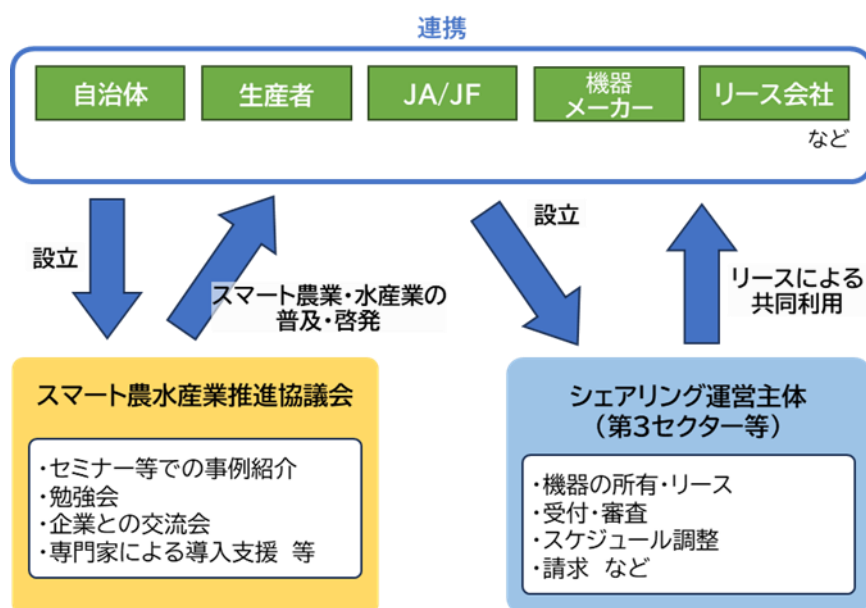 連携
自治体
生産者
JA/JF
機器
メーカー
リース会社
など
設立
スマート農業・水産業の
普及・啓発
設立
リースによる
共同利用
スマート農水産業推進協議会
・セミナー等での事例紹介
・勉強会
・企業との交流会
・専門家による導入支援 等
シェアリング運営主体
（第3セクター等）
・機器の所有・リース
・受付・審査
・スケジュール調整
・請求 など